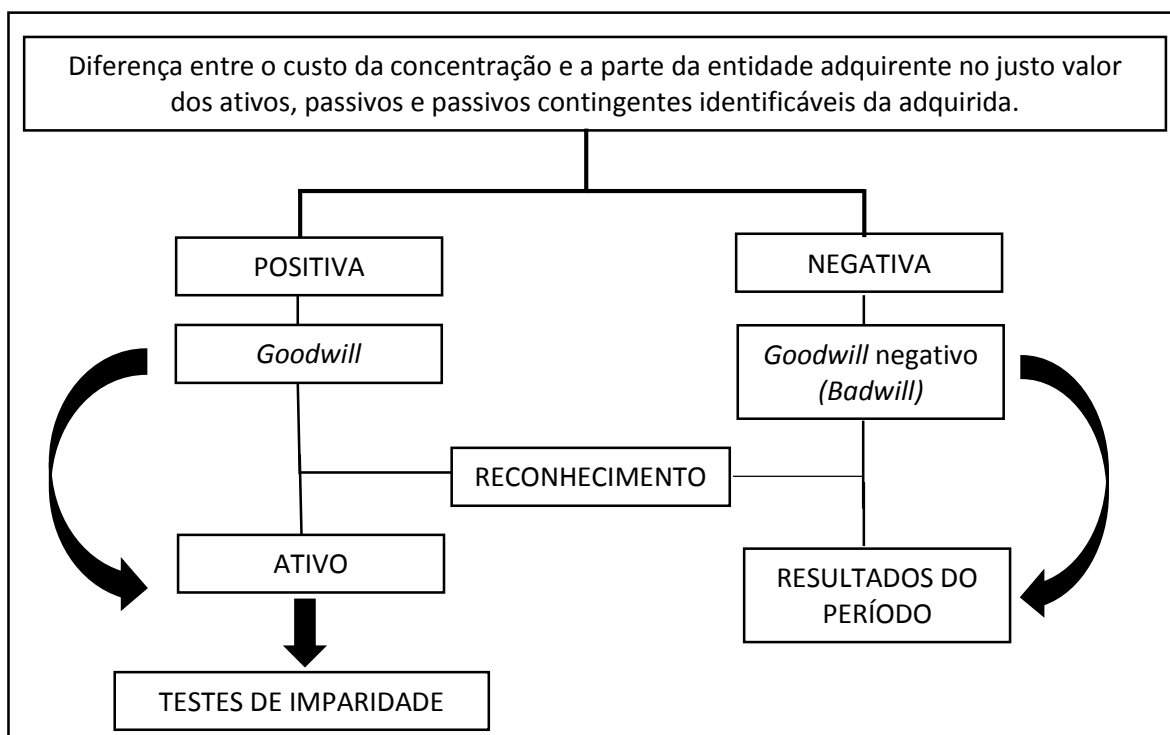 Diferença entre o custo da concentração e a parte da entidade adquirente no justo valor
dos ativos, passivos e passivos contingentes identificáveis da adquirida.
POSITIVA
NEGATIVA
Goodwill
Goodwill negativo
(Badwill)
RECONHECIMENTO
ATIVO
RESULTADOS DO
PERÍODO
TESTES DE IMPARIDADE